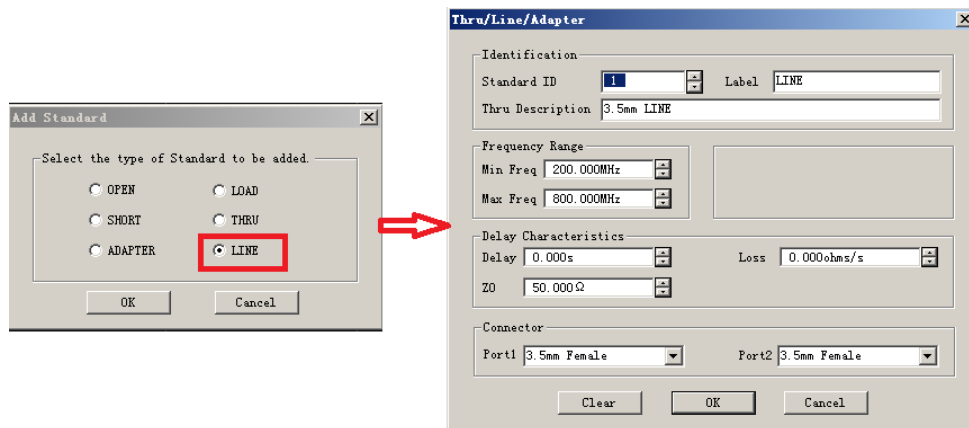 Add Standard
Select the type of Standard to be added.
OPEN LOAD
SHORT THRU
ADAPTER LINE
OK Cancel
Thru/Line/Adapter
Identification
Standard ID 1 Label LINE
Thru Description 3.5mm LINE
Frequency Range
Min Freq 200.000MHz
Max Freq 800.000MHz
Delay Characteristics
Delay 0.000s Loss 0.000ohms/s
Z0 50.000Ω
Connector
Port1 3.5mm Female Port2 3.5mm Female
Clear OK Cancel